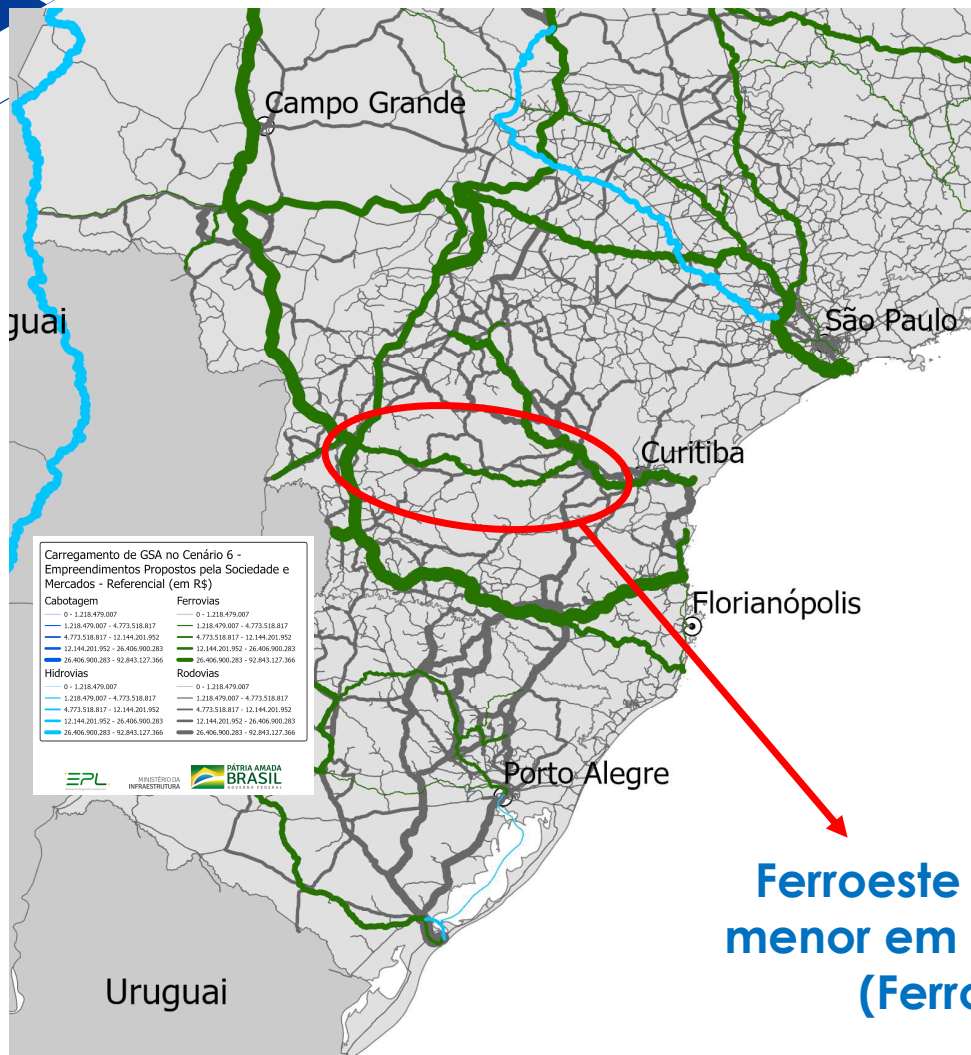 Campo Grande
guai
São Paulo
Curitiba
Florianópolis
Porto Alegre
Uruguai
Carregamento de GSA no Cenário 6 -
Empreendimentos Propostos pela Sociedade e
Mercados - Referencial (em R$)
Cabotagem
0 - 1.218.479.007
1.218.479.007 - 4.773.518.817
4.773.518.817 - 12.144.201.952
12.144.201.952 - 26.406.900.283
26.406.900.283 - 92.843.127.366
Ferrovias
0 - 1.218.479.007
1.218.479.007 - 4.773.518.817
4.773.518.817 - 12.144.201.952
12.144.201.952 - 26.406.900.283
26.406.900.283 - 92.843.127.366
Hidrovias
0 - 1.218.479.007
1.218.479.007 - 4.773.518.817
4.773.518.817 - 12.144.201.952
12.144.201.952 - 26.406.900.283
26.406.900.283 - 92.843.127.366
Rodovias
0 - 1.218.479.007
1.218.479.007 - 4.773.518.817
4.773.518.817 - 12.144.201.952
12.144.201.952 - 26.406.900.283
26.406.900.283 - 92.843.127.366
EPL
MINISTÉRIO DA
INFRAESTRUTURA
PÁTRIA AMADA
BRASIL
GOVERNO FEDERAL
Ferroeste
menor em
(Ferro